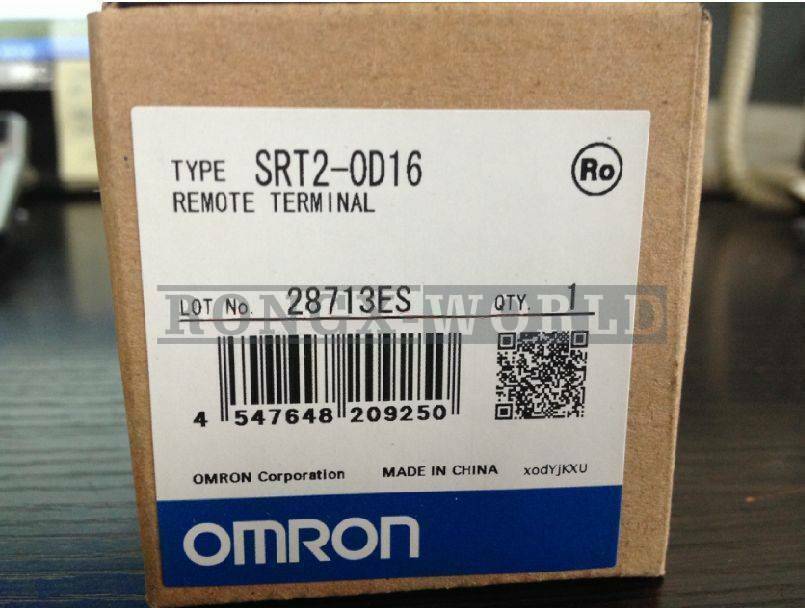 TYPE SRT2-OD16
Ro
REMOTE TERMINAL
LOT No. 28713ES QTY. 1
RONGX-WORLD
4 547648 209250
OMRON Corporation MADE IN CHINA xodYjKXU
OMRON